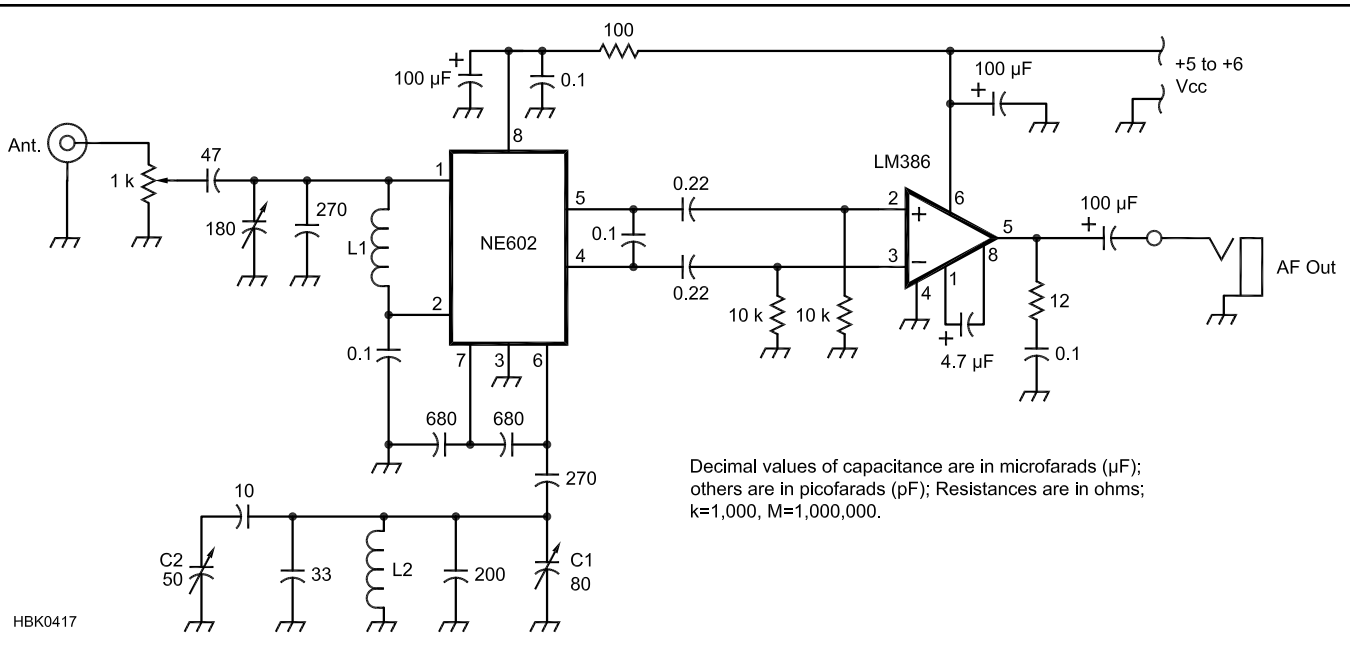 100
100 µF
+
0.1
100 µF
+
+5 to +6
Vcc
Ant.
1 k
47
8
1
180
270
L1
NE602
5
4
0.22
0.1
0.22
LM386
2
+
3
−
6
5
8
1
4
100 µF
+
AF Out
2
0.1
7
3
6
10 k
10 k
+
4.7 µF
12
0.1
680
680
270
Decimal values of capacitance are in microfarads (µF);
others are in picofarads (pF); Resistances are in ohms;
k=1,000, M=1,000,000.
10
C2
50
33
L2
200
C1
80
HBK0417